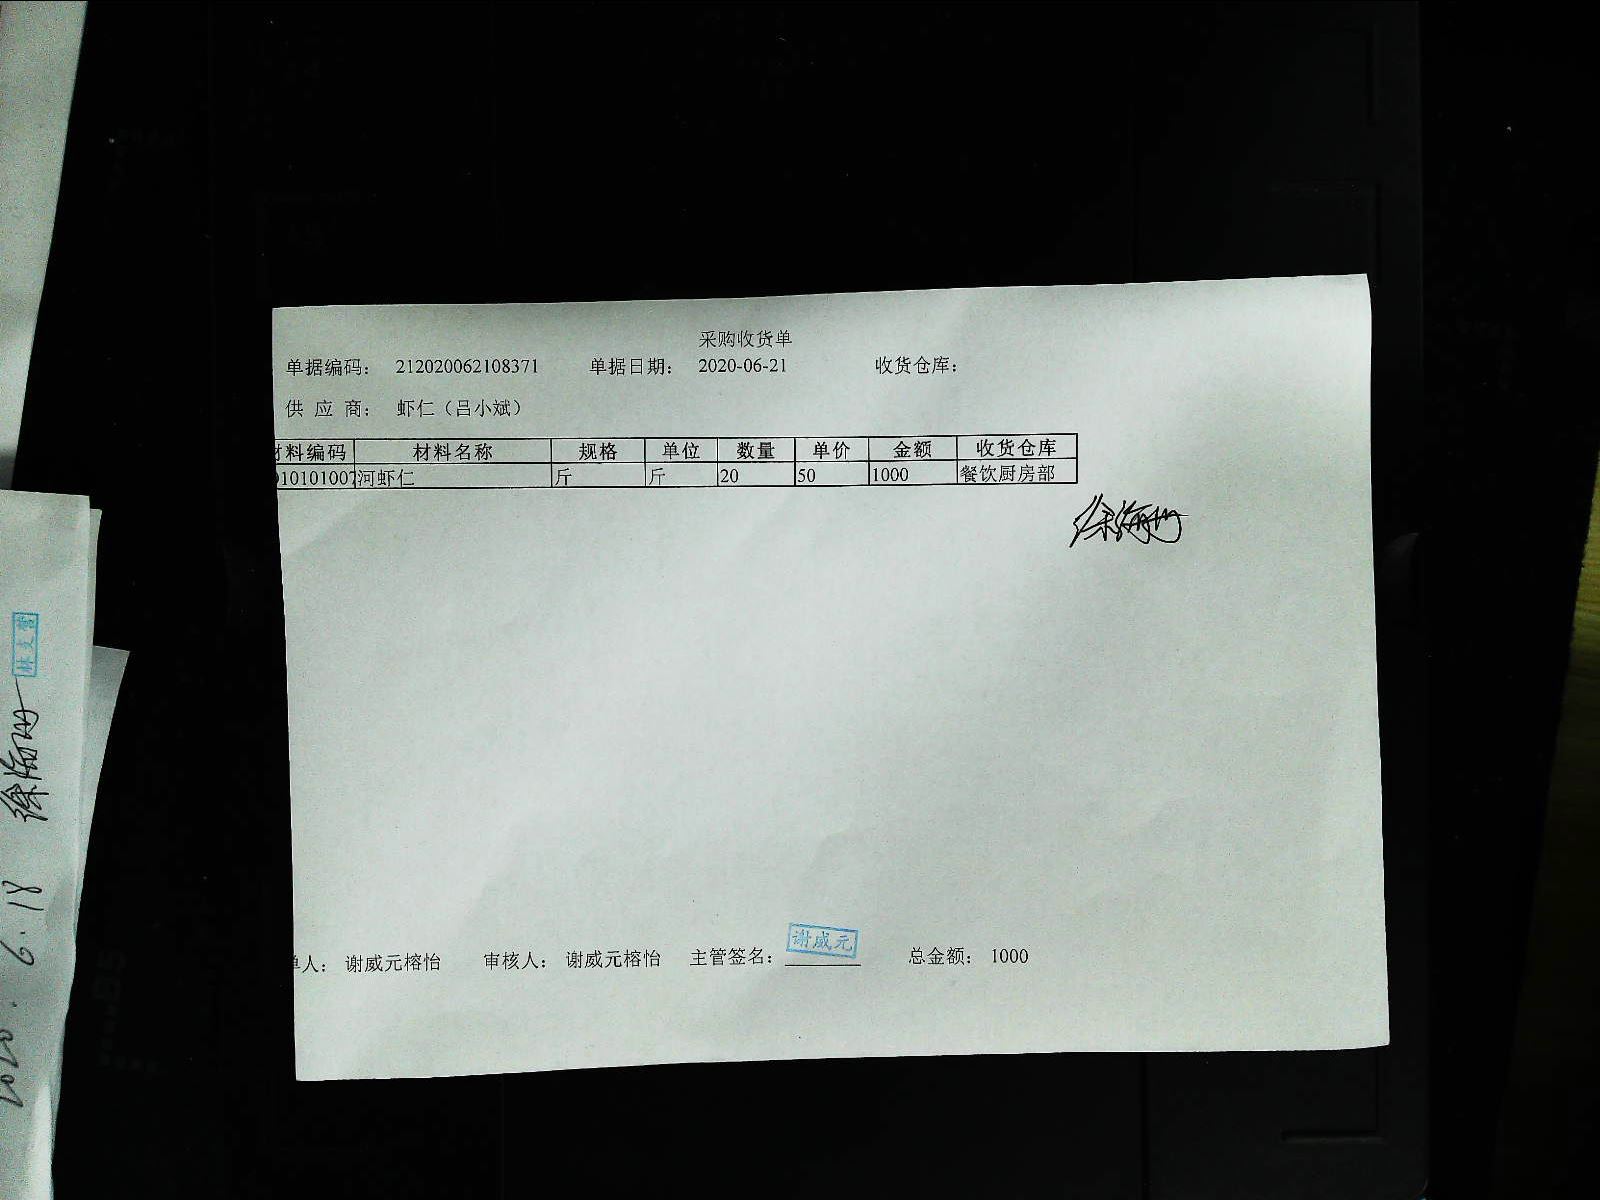 采购收货单
单据编码： 212020062108371 单据日期： 2020-06-21 收货仓库：
供 应 商： 虾仁（吕小斌）
材料编码 材料名称 规格 单位 数量 单价 金额 收货仓库
010101007 河虾仁 斤 斤 20 50 1000 餐饮厨房部
单人： 谢威元榕怡 审核人： 谢威元榕怡 主管签名： 谢威元 总金额： 1000
2020.6.18